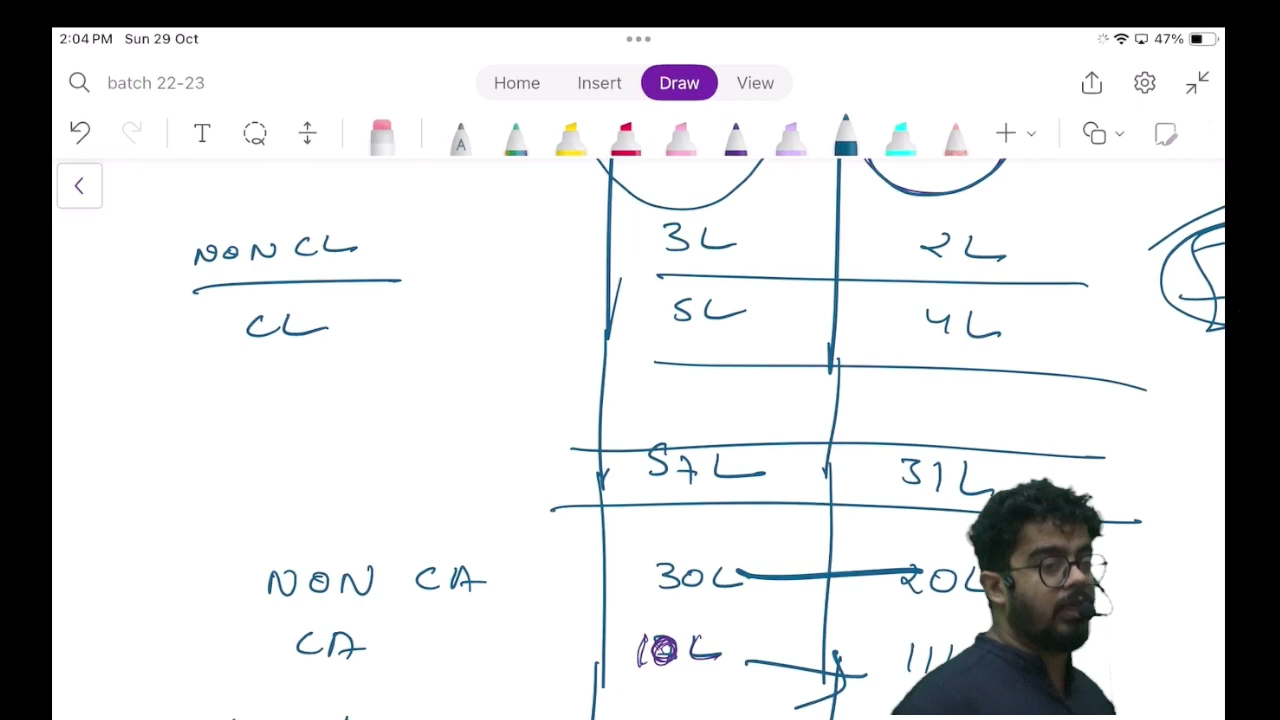 2:04 PM Sun 29 Oct 47%
batch 22-23 Home Insert Draw View
T A
NON CL 3L 2L
CL 5L 4L
57L 31L
NON CA 30L 20L
CA